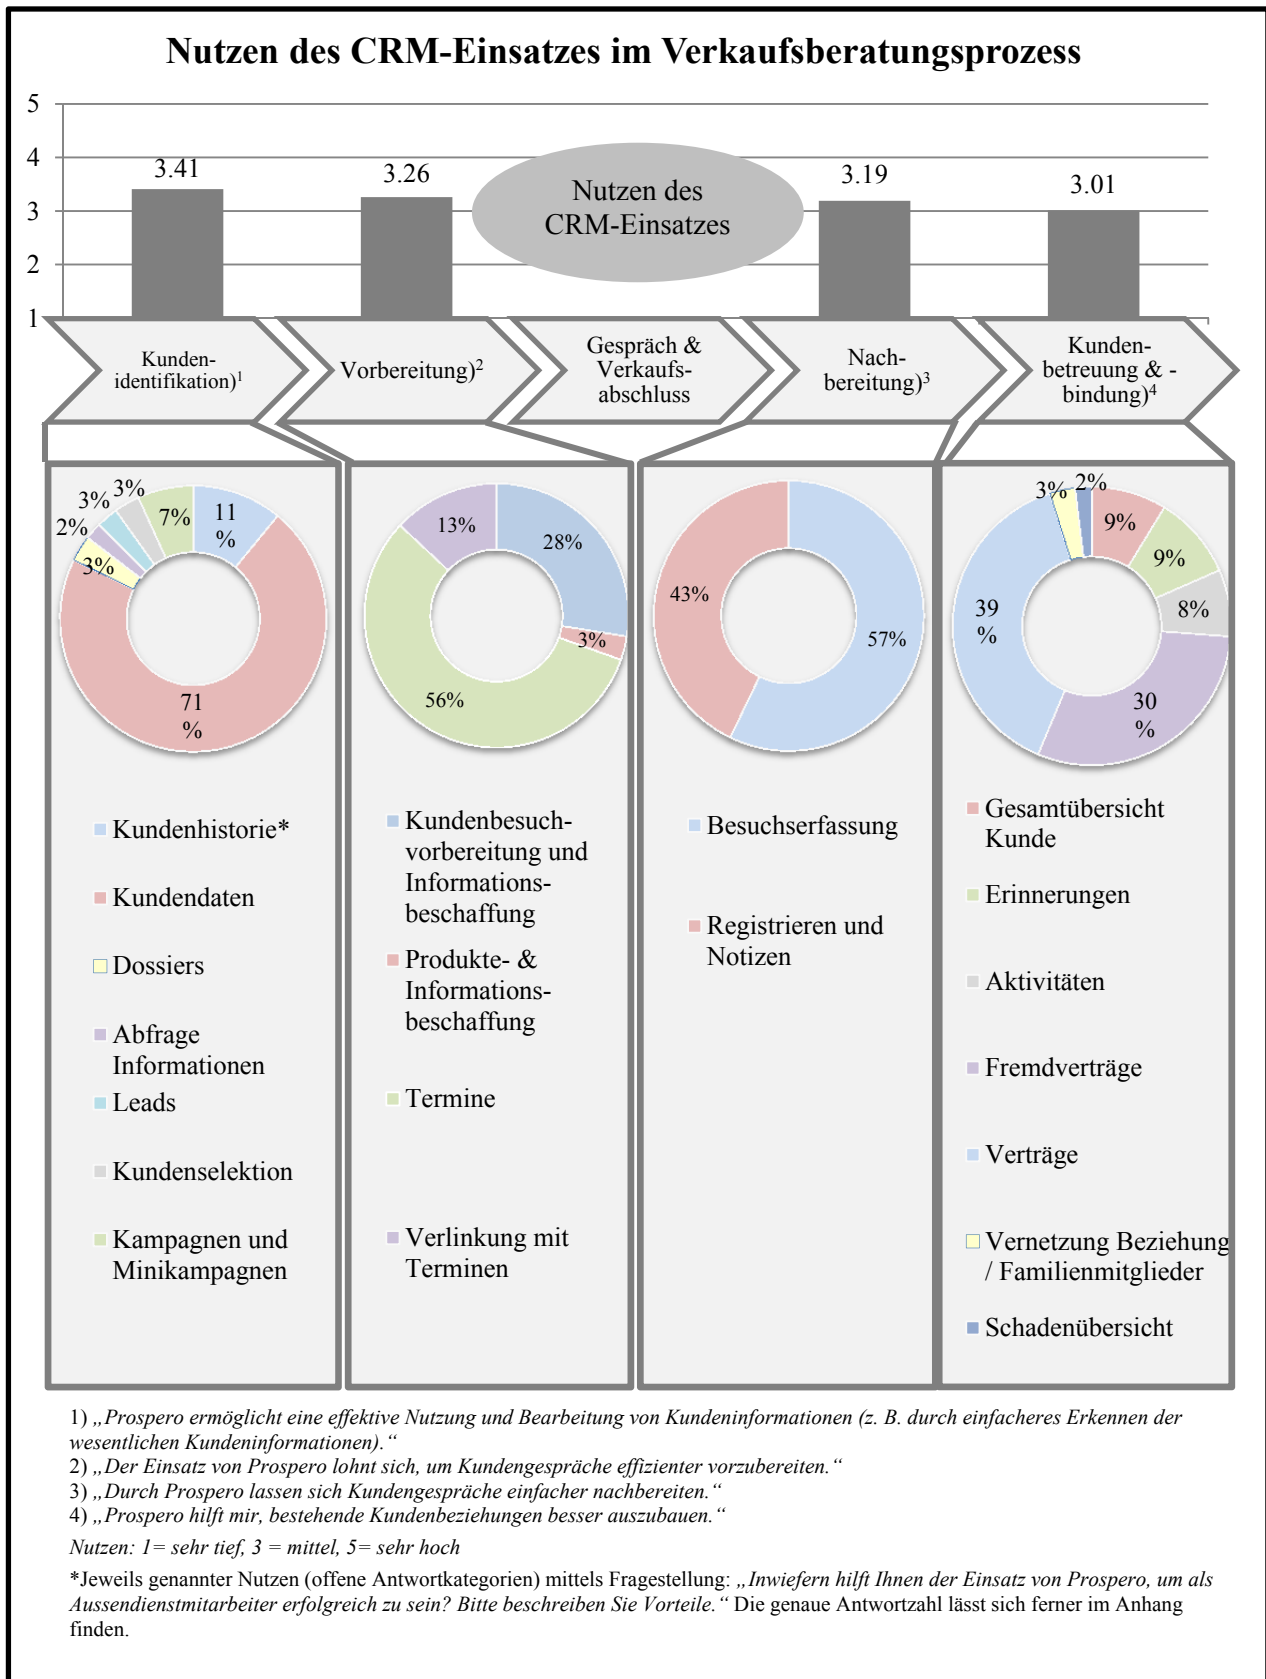 Nutzen des CRM-Einsatzes im Verkaufsberatungsprozess
5
4
3
2
1
3.41
3.26
Nutzen des
CRM-Einsatzes
3.19
3.01
Kunden-
identifikation)1
Vorbereitung)2
Gespräch &
Verkaufs-
abschluss
Nach-
bereitung)3
Kunden-
betreuung & -
bindung)4
11
%
71
%
3%
2%
3%
3%
7%
Kundenhistorie*
Kundendaten
Dossiers
Abfrage
Informationen
Leads
Kundenselektion
Kampagnen und
Minikampagnen
28%
3%
56%
13%
Kundenbesuch-
vorbereitung und
Informations-
beschaffung
Produkte- &
Informations-
beschaffung
Termine
Verlinkung mit
Terminen
57%
43%
Besuchserfassung
Registrieren und
Notizen
9%
9%
8%
30
%
39
%
3%
2%
Gesamtübersicht
Kunde
Erinnerungen
Aktivitäten
Fremdverträge
Verträge
Vernetzung Beziehung
/ Familienmitglieder
Schadenübersicht
1) „Prospero ermöglicht eine effektive Nutzung und Bearbeitung von Kundeninformationen (z. B. durch einfacheres Erkennen der
wesentlichen Kundeninformationen).“
2) „Der Einsatz von Prospero lohnt sich, um Kundengespräche effizienter vorzubereiten.“
3) „Durch Prospero lassen sich Kundengespräche einfacher nachbereiten.“
4) „Prospero hilft mir, bestehende Kundenbeziehungen besser auszubauen.“
Nutzen: 1= sehr tief, 3 = mittel, 5= sehr hoch
*Jeweils genannter Nutzen (offene Antwortkategorien) mittels Fragestellung: „Inwiefern hilft Ihnen der Einsatz von Prospero, um als
Aussendienstmitarbeiter erfolgreich zu sein? Bitte beschreiben Sie Vorteile.“ Die genaue Antwortzahl lässt sich ferner im Anhang
finden.